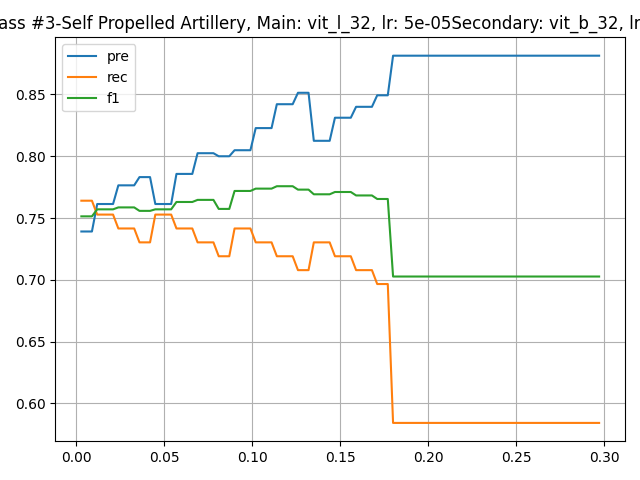 ass #3-Self Propelled Artillery, Main: vit_l_32, lr: 5e-05Secondary: vit_b_32, lr
pre
rec
f1
0.85
0.80
0.75
0.70
0.65
0.60
0.00 0.05 0.10 0.15 0.20 0.25 0.30